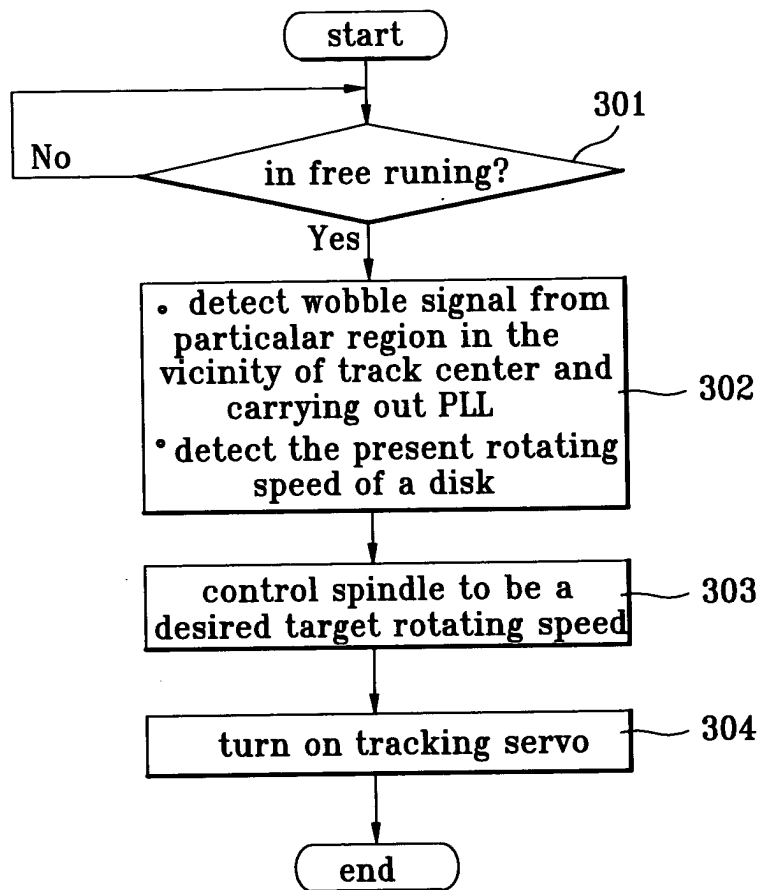 start
301
No
in free runing?
Yes
• detect wobble signal from
particalar region in the
vicinity of track center and
carrying out PLL
302
• detect the present rotating
speed of a disk
control spindle to be a
303
desired target rotating speed
turn on tracking servo
304
end